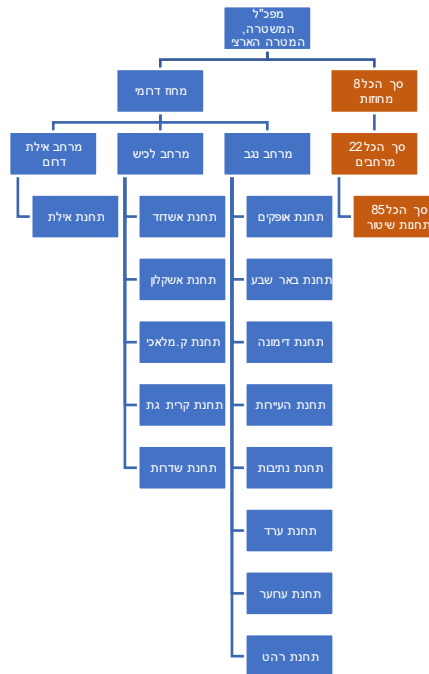 מפכ"ל
המשטרה,
המטרה הארצי
סך הכל 8
מחוזות
מחוז דרומי
סך הכל 22
מרחבים
מרחב נגב
מרחב לכיש
מרחב אילת
דרום
סך הכל 85
תחנות שיטור
תחנת אופקים
תחנת באר שבע
תחנת דימונה
תחנת העיירות
תחנת נתיבות
תחנת ערד
תחנת ערוער
תחנת רהט
תחנת אשדוד
תחנת אשקלון
תחנת ק.מלאכי
תחנת קרית גת
תחנת שדרות
תחנת אילת